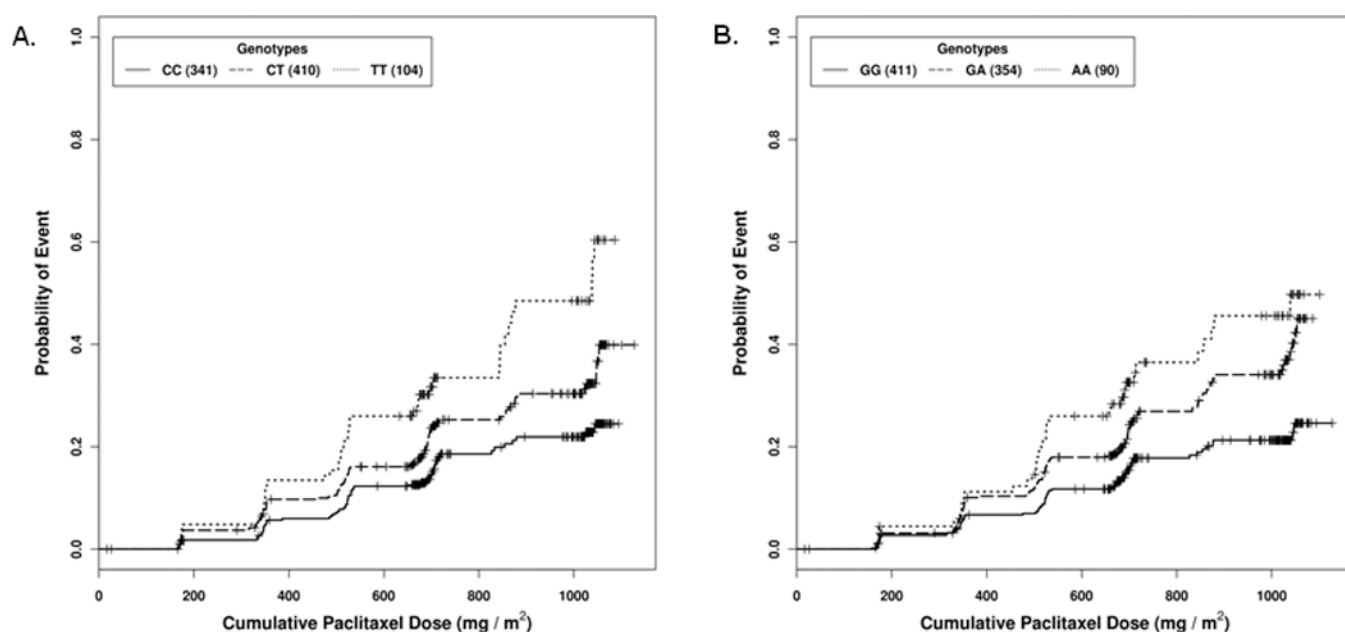 A.
Genotypes
CC (341) CT (410) TT (104)
Probability of Event
0.0 0.2 0.4 0.6 0.8 1.0
0 200 400 600 800 1000
Cumulative Paclitaxel Dose (mg / m²)
B.
Genotypes
GG (411) GA (354) AA (90)
Probability of Event
0.0 0.2 0.4 0.6 0.8 1.0
0 200 400 600 800 1000
Cumulative Paclitaxel Dose (mg / m²)